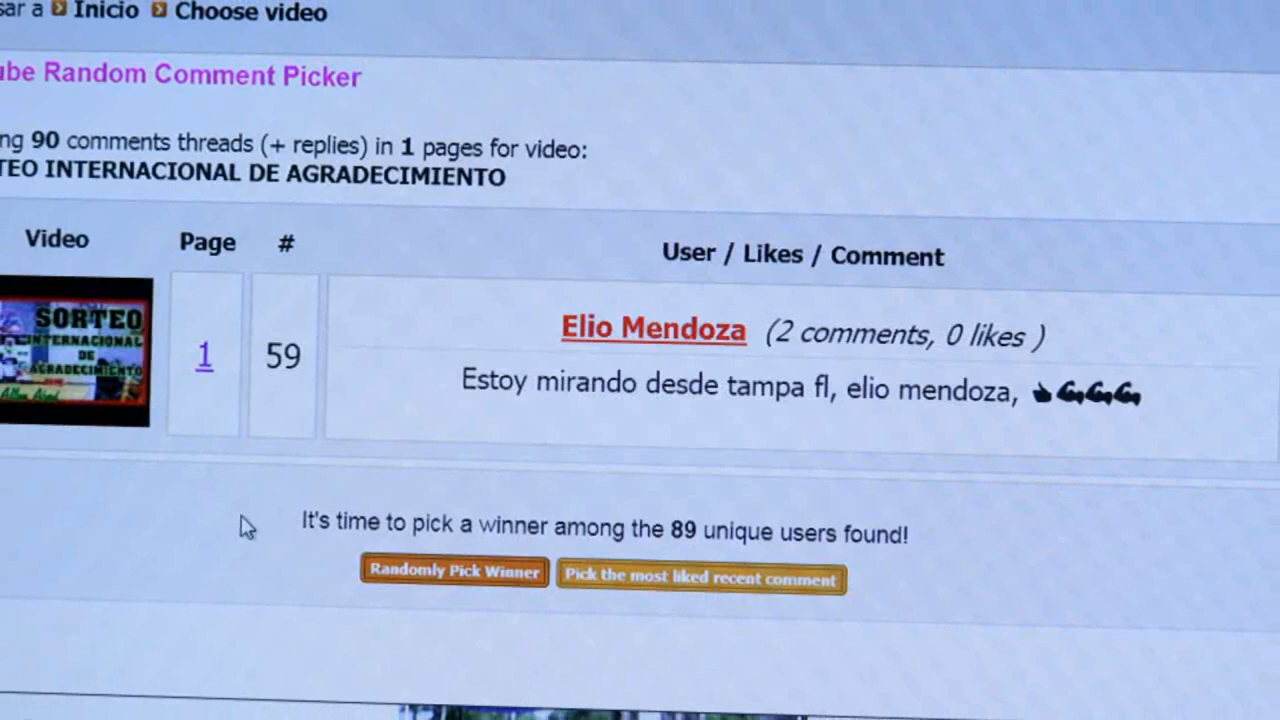 sar a Inicio Choose video
ube Random Comment Picker
ng 90 comments threads (+ replies) in 1 pages for video:
TEO INTERNACIONAL DE AGRADECIMIENTO
Video Page # User / Likes / Comment
SORTEO
INTERNACIONAL
DE
AGRADECIMIENTO
1 59
Elio Mendoza (2 comments, 0 likes )
Estoy mirando desde tampa fl, elio mendoza,
It's time to pick a winner among the 89 unique users found!
Randomly Pick Winner Pick the most liked recent comment